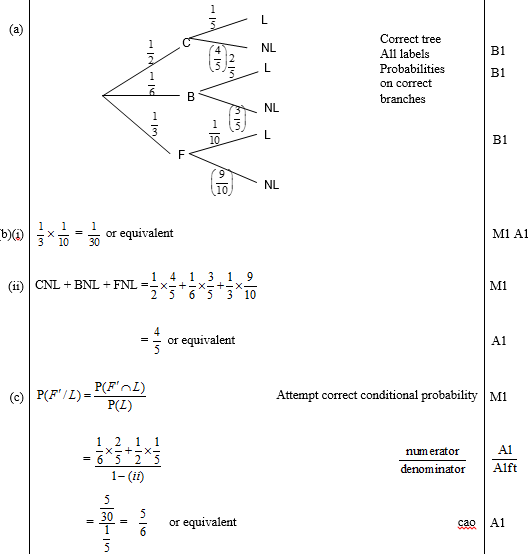 (a)
1/5 L
C
1/2 (4/5) NL
Correct tree
All labels B1
Probabilities B1
on correct
branches
2/5 L
1/6 B
(3/5) NL
1/3 1/10 L B1
F
(9/10) NL
b)(i) 1/3 × 1/10 = 1/30 or equivalent M1 A1
(ii) CNL + BNL + FNL = 1/2 × 4/5 + 1/6 × 3/5 + 1/3 × 9/10 M1
= 4/5 or equivalent A1
(c) P(F'/L) = P(F'∩L)/P(L) Attempt correct conditional probability M1
= (1/6 × 2/5 + 1/2 × 1/5)/(1−(ii)) numerator/denominator A1/A1ft
= (5/30)/(1/5) = 5/6 or equivalent cao A1